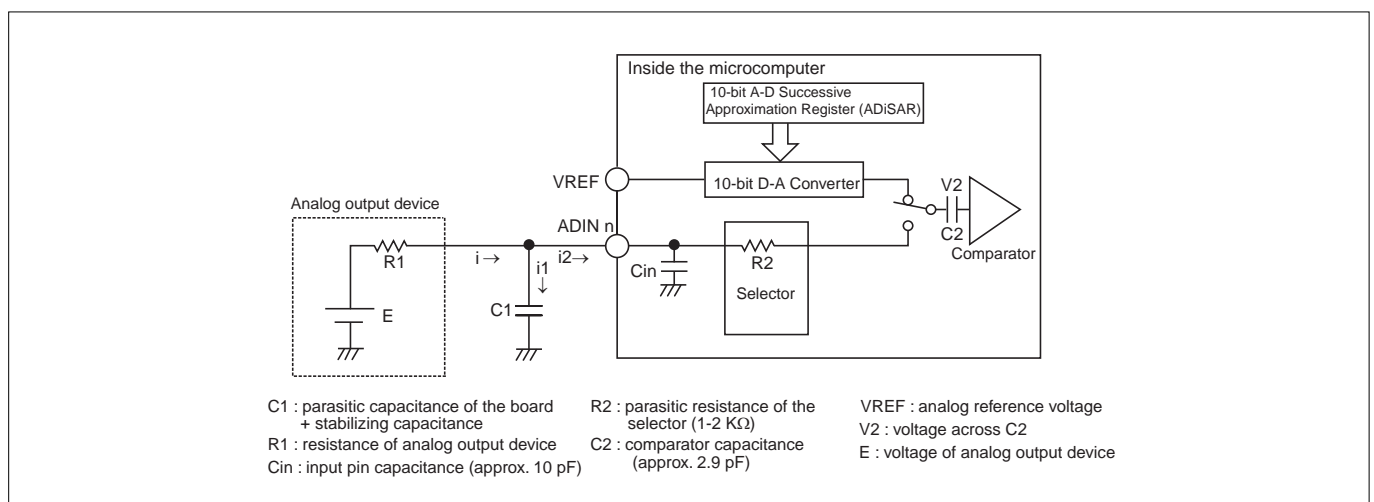 Inside the microcomputer
10-bit A-D Successive
Approximation Register (ADiSAR)
VREF
10-bit D-A Converter
V2
C2
Comparator
Analog output device
ADIN n
R1
i →
i1
↓
i2→
Cin
R2
Selector
E
C1
C1 : parasitic capacitance of the board
+ stabilizing capacitance
R1 : resistance of analog output device
Cin : input pin capacitance (approx. 10 pF)
R2 : parasitic resistance of the
selector (1-2 KΩ)
C2 : comparator capacitance
(approx. 2.9 pF)
VREF : analog reference voltage
V2 : voltage across C2
E : voltage of analog output device